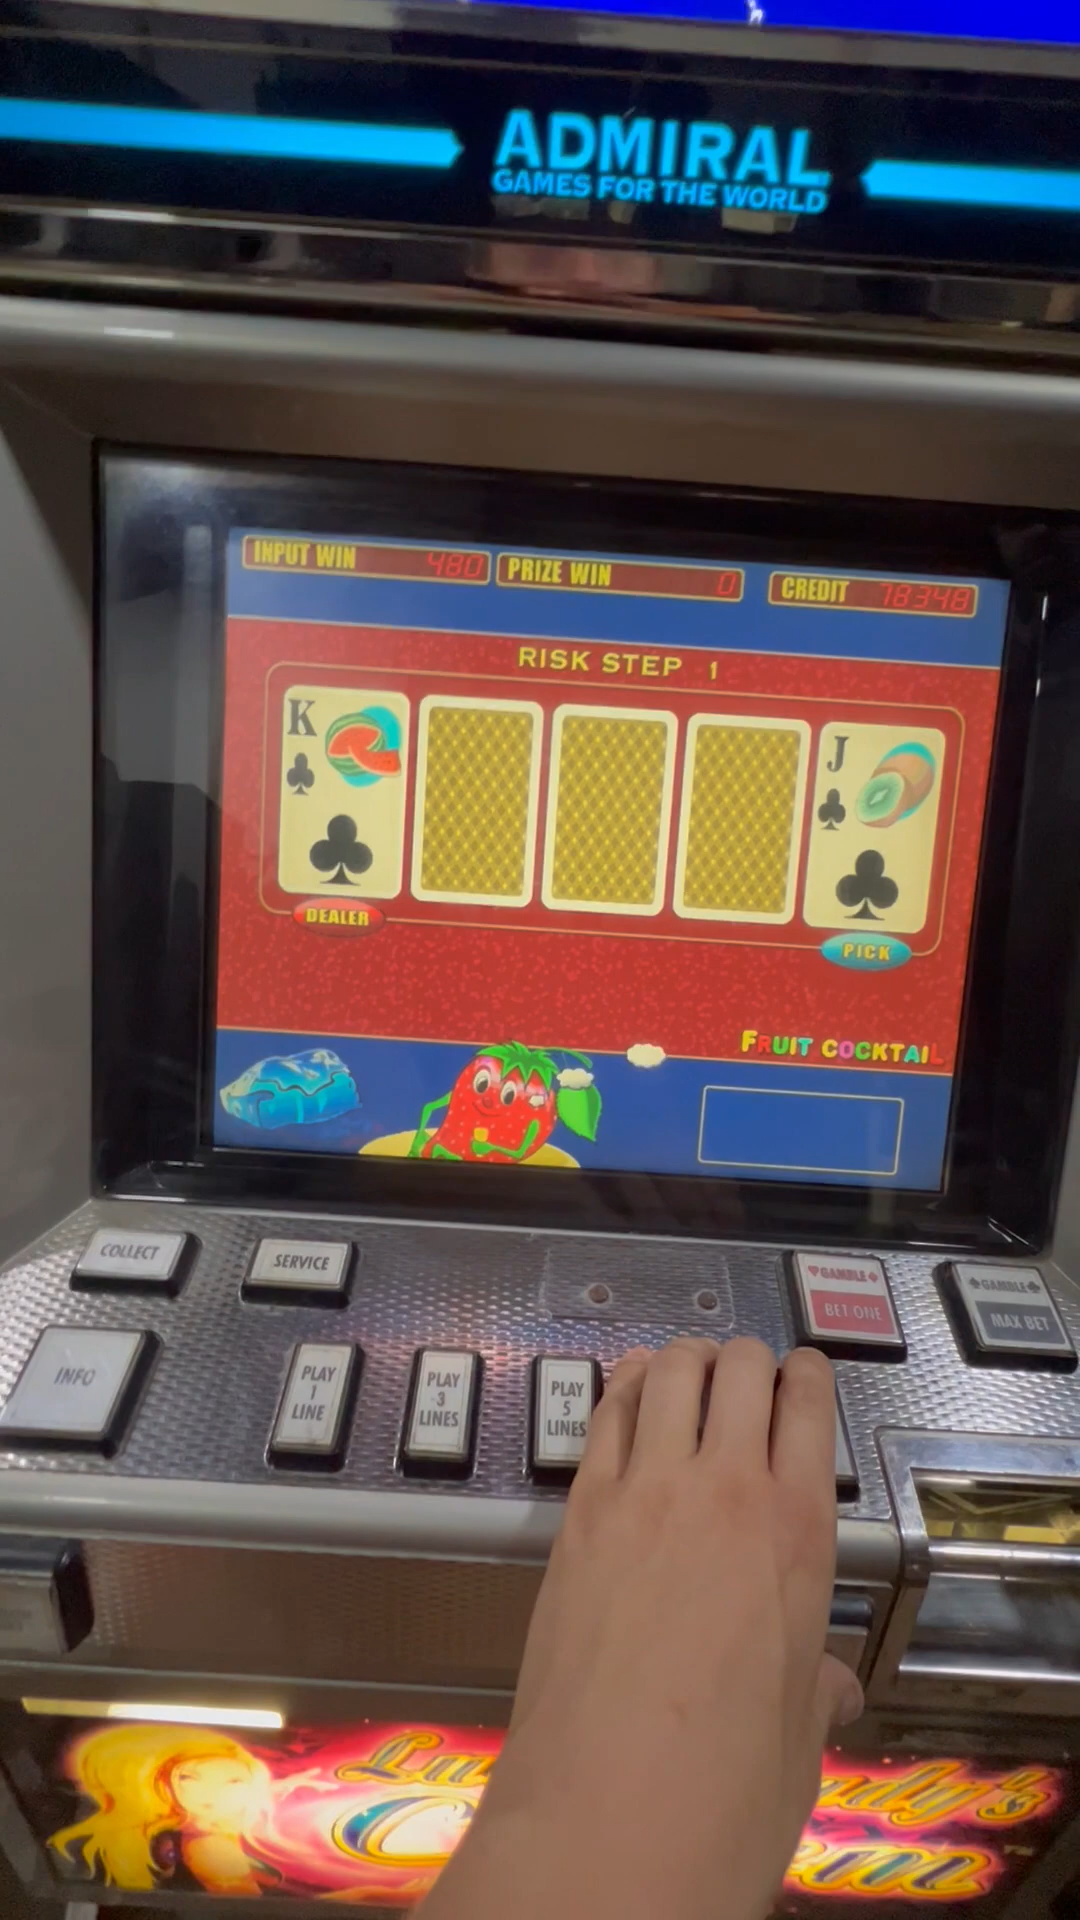 ADMIRAL
GAMES FOR THE WORLD
INPUT WIN 480 PRIZE WIN 0 CREDIT 78348
RISK STEP 1
K
J
DEALER
PICK
FRUIT COCKTAIL
COLLECT
SERVICE
GAMBLE
BET ONE
GAMBLE
MAX BET
INFO
PLAY
1
LINE
PLAY
3
LINES
PLAY
5
LINES